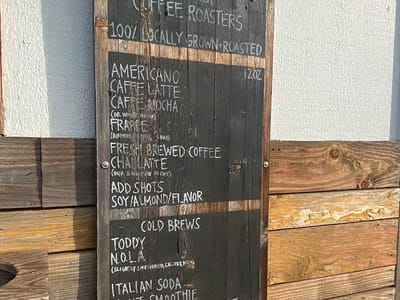 COFFEE ROASTERS
100% LOCALLY GROWN+ROASTED
AMERICANO 12OZ
CAFFE LATTE
CAFFE MOCHA
FRAPPE
FRESH BREWED COFFEE
CHAI LATTE
ADD SHOTS
SOY/ALMOND/FLAVOR
COLD BREWS
TODDY
N.O.L.A.
ITALIAN SODA
SMOOTHIE